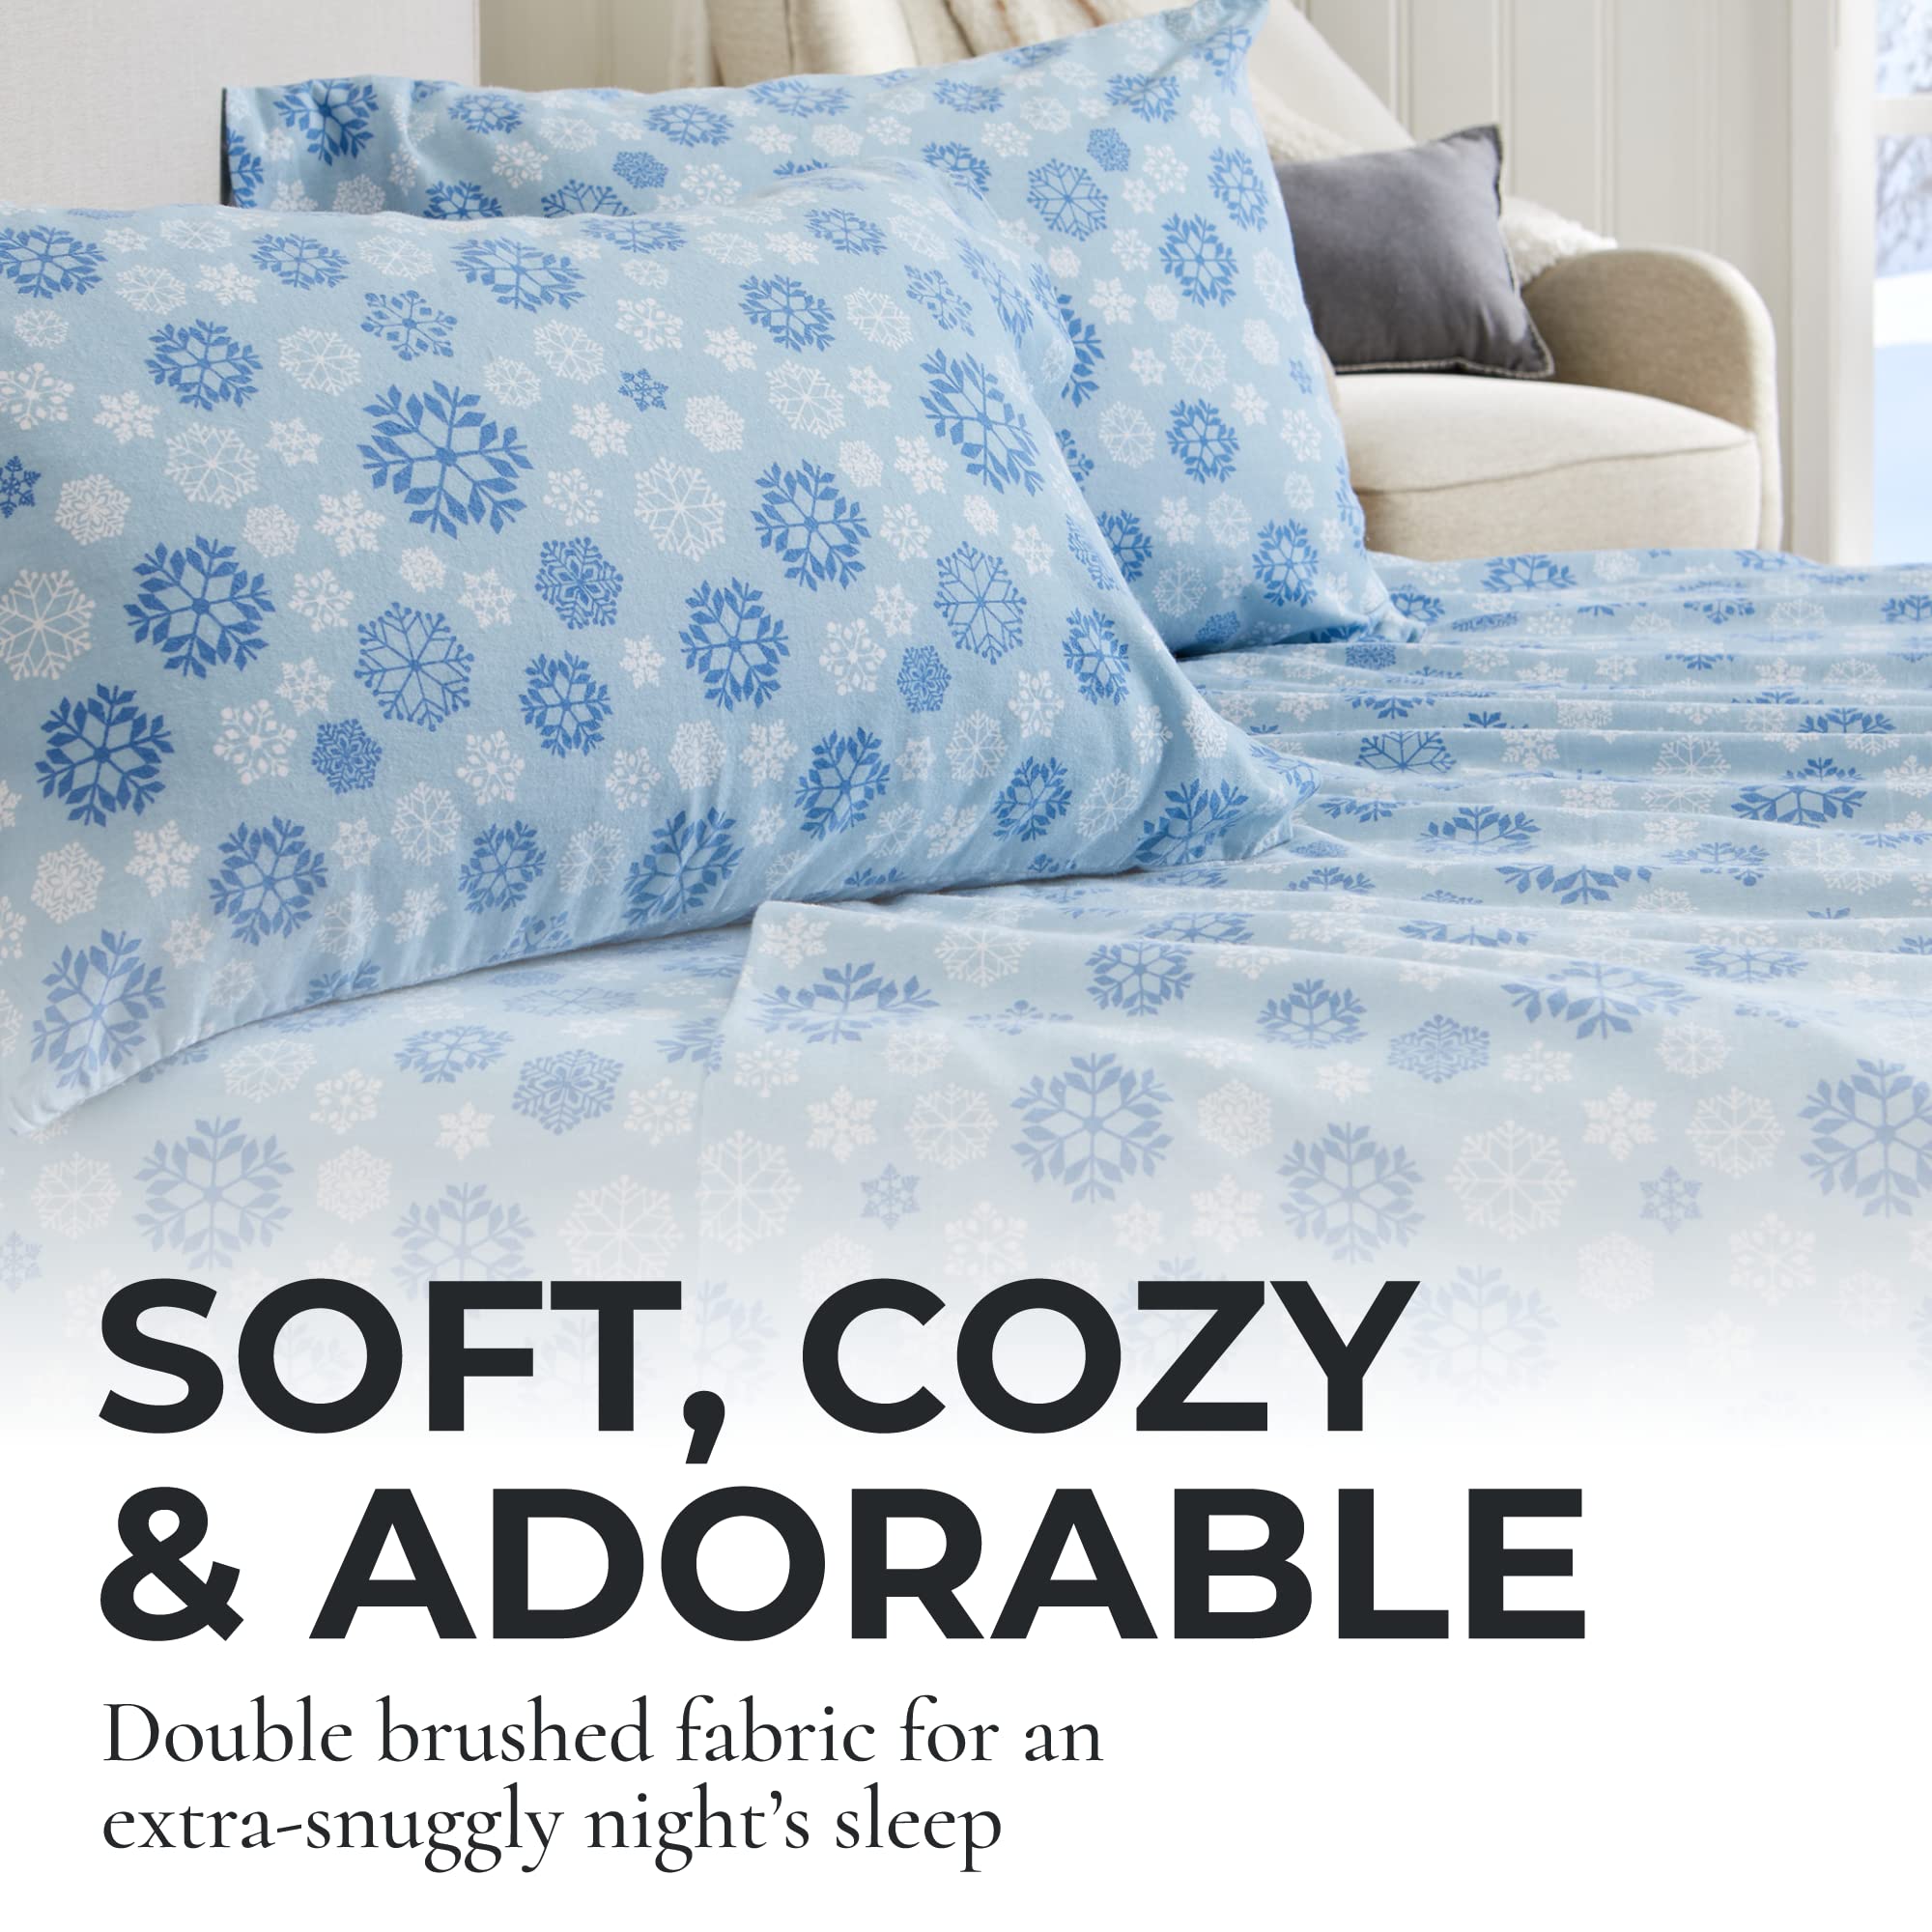 SOFT, COZY
& ADORABLE
Double brushed fabric for an
extra-snuggly night’s sleep